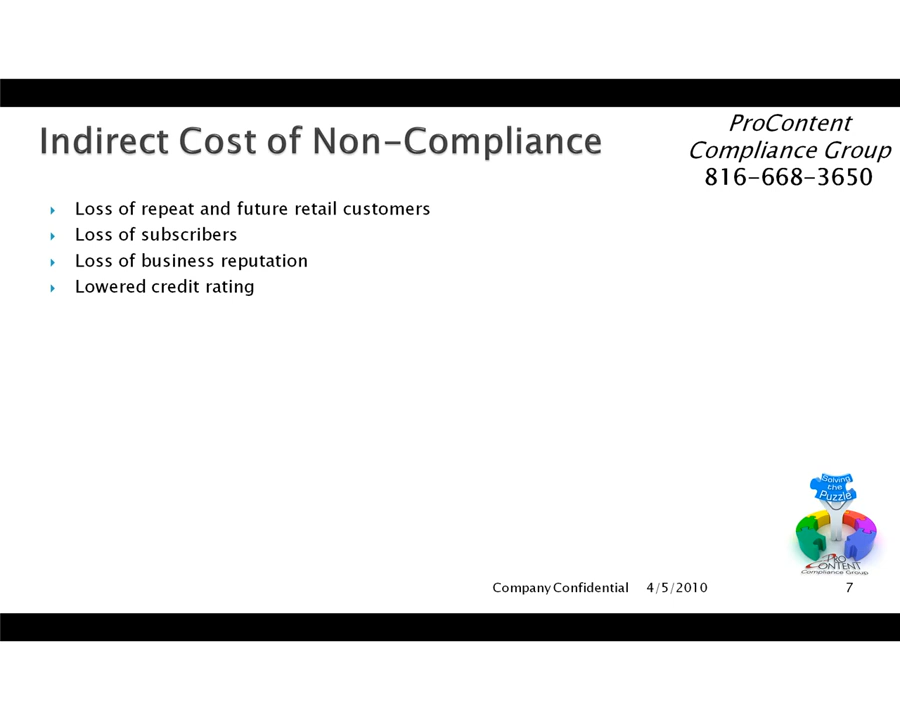 Indirect Cost of Non-Compliance
ProContent
Compliance Group
816-668-3650
Loss of repeat and future retail customers
Loss of subscribers
Loss of business reputation
Lowered credit rating
Solving
the
Puzzle
PRO
CONTENT
Compliance Group
Company Confidential 4/5/2010 7